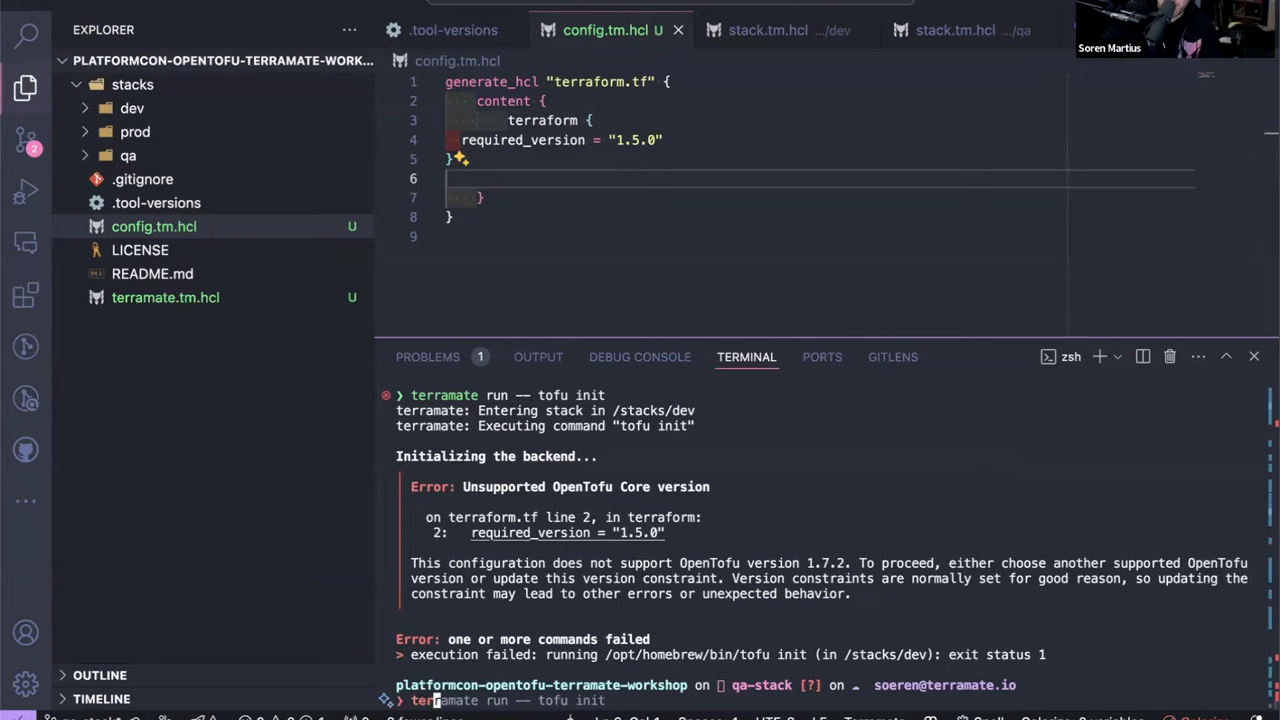 EXPLORER
.tool-versions
config.tm.hcl U
stack.tm.hcl .../dev
stack.tm.hcl .../qa
Soren Martius
PLATFORMCON-OPENTOFU-TERRAMATE-WORK...
stacks
dev
prod
qa
.gitignore
.tool-versions
config.tm.hcl U
LICENSE
README.md
terramate.tm.hcl U
2
config.tm.hcl
1 generate_hcl "terraform.tf" {
2 content {
3 terraform {
4 required_version = "1.5.0"
5 }
6
7 }
8 }
9
PROBLEMS 1 OUTPUT DEBUG CONSOLE TERMINAL PORTS GITLENS zsh
❯ terramate run -- tofu init
terramate: Entering stack in /stacks/dev
terramate: Executing command "tofu init"
Initializing the backend...
Error: Unsupported OpenTofu Core version
on terraform.tf line 2, in terraform:
2: required_version = "1.5.0"
This configuration does not support OpenTofu version 1.7.2. To proceed, either choose another supported OpenTofu
version or update this version constraint. Version constraints are normally set for good reason, so updating the
constraint may lead to other errors or unexpected behavior.
Error: one or more commands failed
> execution failed: running /opt/homebrew/bin/tofu init (in /stacks/dev): exit status 1
platformcon-opentofu-terramate-workshop on qa-stack [?] on soeren@terramate.io
❯ terramate run -- tofu init
OUTLINE
TIMELINE